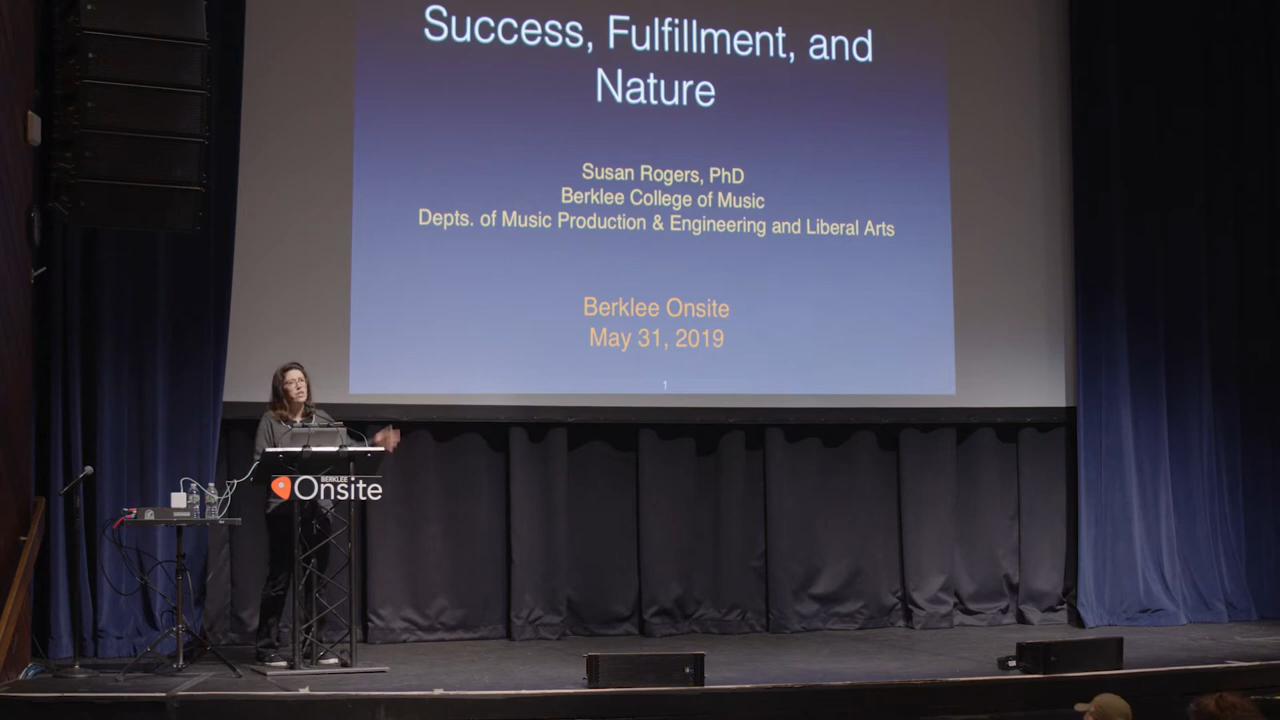 Success, Fulfillment, and
Nature
Susan Rogers, PhD
Berklee College of Music
Depts. of Music Production & Engineering and Liberal Arts
Berklee Onsite
May 31, 2019
1
BERKLEE
Onsite